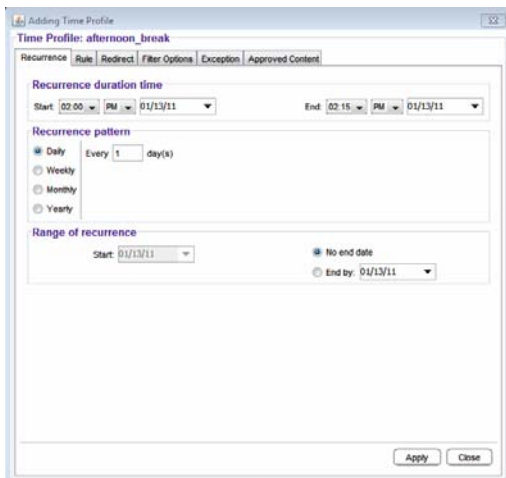 Adding Time Profile
Time Profile: afternoon_break
Recurrence Rule Redirect Filter Options Exception Approved Content
Recurrence duration time
Start: 02:00 PM 01/13/11 End: 02:15 PM 01/13/11
Recurrence pattern
Daily Every 1 day(s)
Weekly
Monthly
Yearly
Range of recurrence
Start: 01/13/11 No end date
End by: 01/13/11
Apply Close